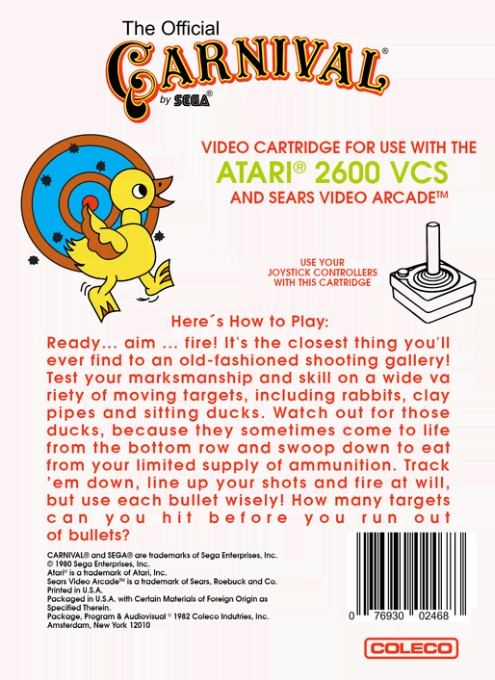 The Official
CARNIVAL®
by SEGA®
VIDEO CARTRIDGE FOR USE WITH THE
ATARI® 2600 VCS
AND SEARS VIDEO ARCADE™
USE YOUR
JOYSTICK CONTROLLERS
WITH THIS CARTRIDGE
Here´s How to Play:
Ready... aim ... fire! It's the closest thing you'll
ever find to an old-fashioned shooting gallery!
Test your marksmanship and skill on a wide va
riety of moving targets, including rabbits, clay
pipes and sitting ducks. Watch out for those
ducks, because they sometimes come to life
from the bottom row and swoop down to eat
from your limited supply of ammunition. Track
'em down, line up your shots and fire at will,
but use each bullet wisely! How many targets
can you hit before you run out
of bullets?
CARNIVAL® and SEGA® are trademarks of Sega Enterprises, Inc.
© 1980 Sega Enterprises, Inc.
Atari® is a trademark of Atari, Inc.
Sears Video Arcade™ is a trademark of Sears, Roebuck and Co.
Printed in U.S.A.
Packaged in U.S.A. with Certain Materials of Foreign Origin as
Specified Therein.
Package, Program & Audiovisual © 1982 Coleco Indutries, Inc.
Amsterdam, New York 12010
0 76930 02468
COLECO